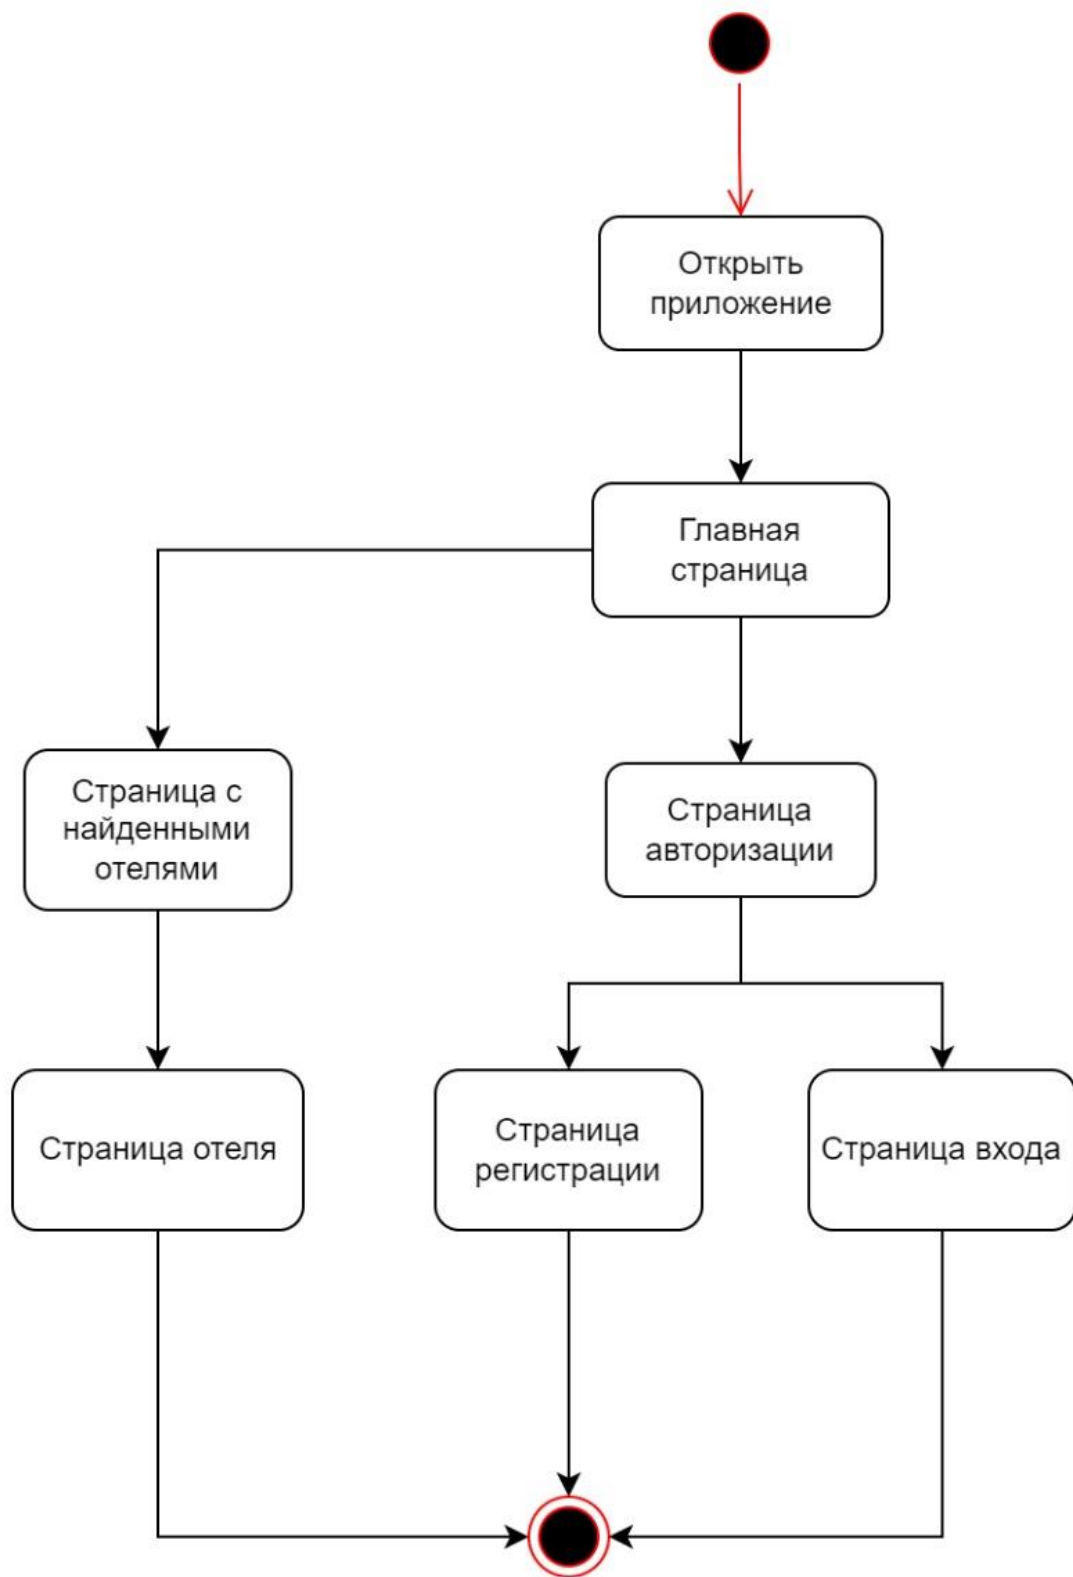 Открыть
приложение
Главная
страница
Страница с
найденными
отелями
Страница
авторизации
Страница отеля
Страница
регистрации
Страница входа